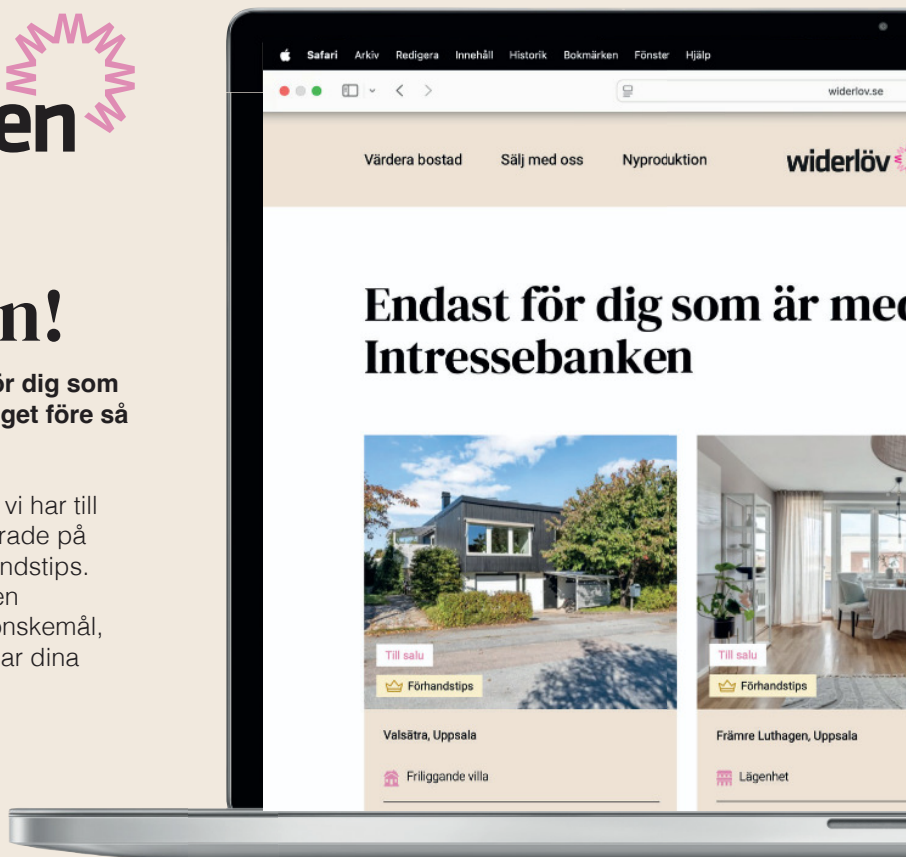 en
n!
ör dig som
get före så
vi har till
rade på
ndstips.
en
önskemål,
ar dina
Safari Arkiv Redigera Innehåll Historik Bokmärken Fönster Hjälp
widerlov.se
Värdera bostad Sälj med oss Nyproduktion widerlöv
Endast för dig som är med
Intressebanken
Till salu
Förhandstips
Valsätra, Uppsala
Friliggande villa
Till salu
Förhandstips
Främre Luthagen, Uppsala
Lägenhet